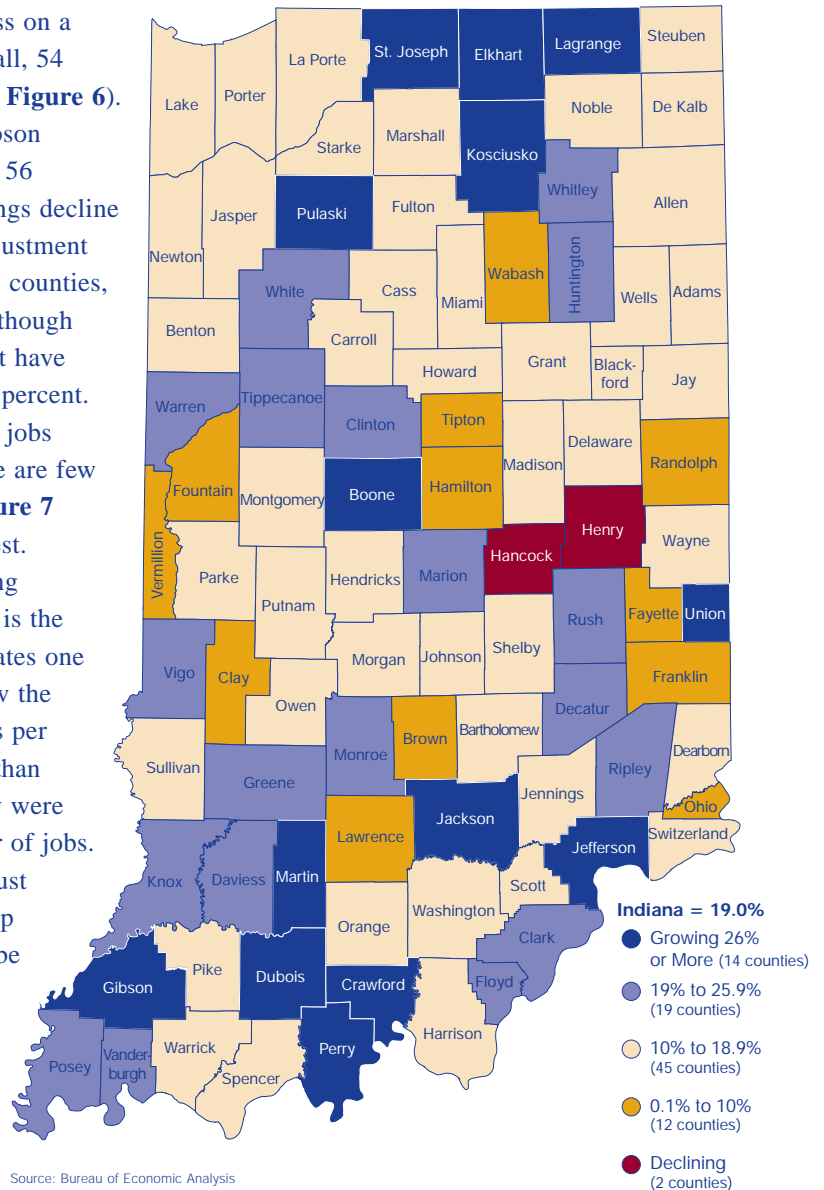 ss on a
all, 54
Figure 6).
pson
56
ngs decline
ustment
counties,
though
t have
percent.
jobs
e are few
ure 7
est.
ng
is the
ates one
w the
s per
than
y were
r of jobs.
ust
p
be
St. Joseph
Elkhart
Lagrange
Steuben
La Porte
Lake
Porter
Noble
De Kalb
Starke
Marshall
Kosciusko
Whitley
Allen
Jasper
Pulaski
Fulton
Newton
Wabash
Huntington
White
Cass
Miami
Wells
Adams
Benton
Carroll
Howard
Grant
Black-
ford
Jay
Warren
Tippecanoe
Clinton
Tipton
Delaware
Madison
Randolph
Fountain
Montgomery
Boone
Hamilton
Henry
Wayne
Hancock
Vermillion
Parke
Hendricks
Marion
Putnam
Rush
Fayette
Union
Shelby
Morgan
Johnson
Vigo
Clay
Franklin
Owen
Decatur
Brown
Bartholomew
Monroe
Dearborn
Sullivan
Greene
Ripley
Jennings
Ohio
Jackson
Lawrence
Switzerland
Jefferson
Knox
Daviess
Martin
Scott
Washington
Orange
Clark
Pike
Dubois
Gibson
Crawford
Floyd
Harrison
Perry
Warrick
Vander-
burgh
Posey
Spencer
Indiana = 19.0%
Growing 26%
or More (14 counties)
19% to 25.9%
(19 counties)
10% to 18.9%
(45 counties)
0.1% to 10%
(12 counties)
Declining
(2 counties)
Source: Bureau of Economic Analysis